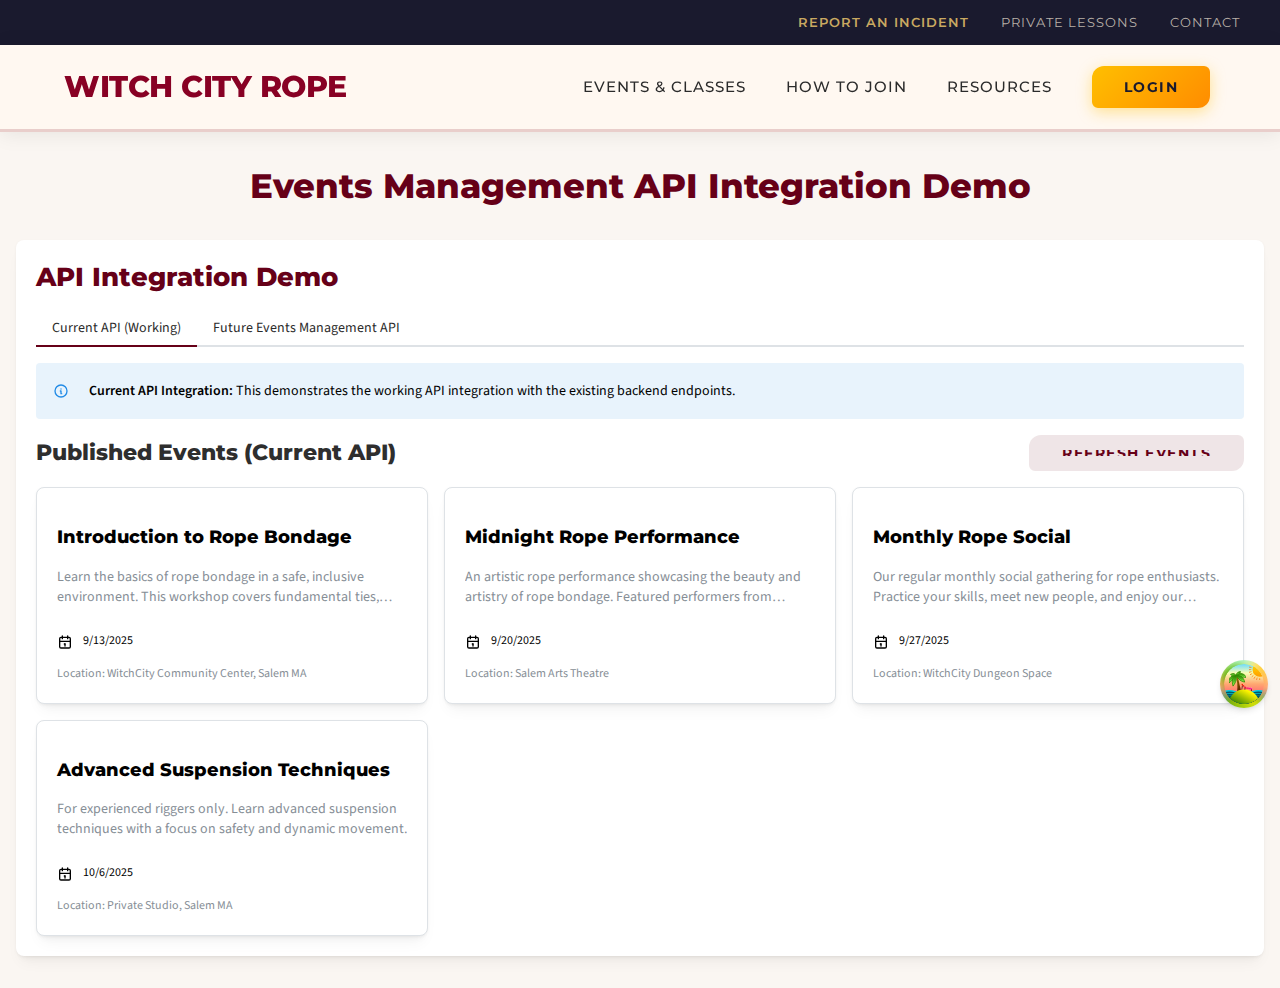 REPORT AN INCIDENT PRIVATE LESSONS CONTACT
WITCH CITY ROPE EVENTS & CLASSES HOW TO JOIN RESOURCES LOGIN
Events Management API Integration Demo
API Integration Demo
Current API (Working) Future Events Management API
Current API Integration: This demonstrates the working API integration with the existing backend endpoints.
Published Events (Current API) REFRESH EVENTS
Introduction to Rope Bondage
Learn the basics of rope bondage in a safe, inclusive
environment. This workshop covers fundamental ties,...
9/13/2025
Location: WitchCity Community Center, Salem MA
Midnight Rope Performance
An artistic rope performance showcasing the beauty and
artistry of rope bondage. Featured performers from...
9/20/2025
Location: Salem Arts Theatre
Monthly Rope Social
Our regular monthly social gathering for rope enthusiasts.
Practice your skills, meet new people, and enjoy our...
9/27/2025
Location: WitchCity Dungeon Space
Advanced Suspension Techniques
For experienced riggers only. Learn advanced suspension
techniques with a focus on safety and dynamic movement.
10/6/2025
Location: Private Studio, Salem MA